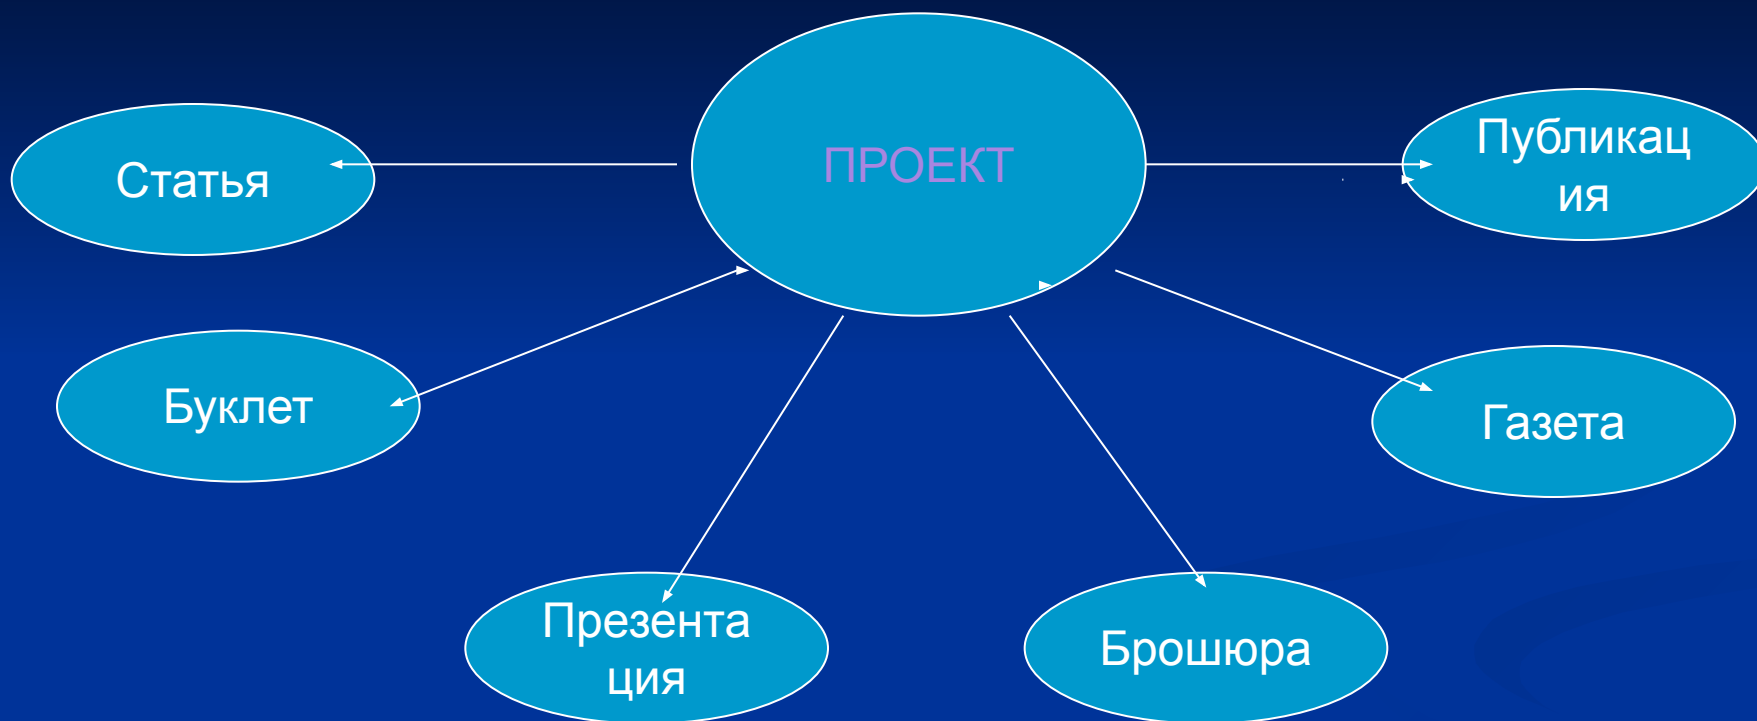 ПРОЕКТ
Статья
Публикац
ия
Буклет
Газета
Презента
ция
Брошюра